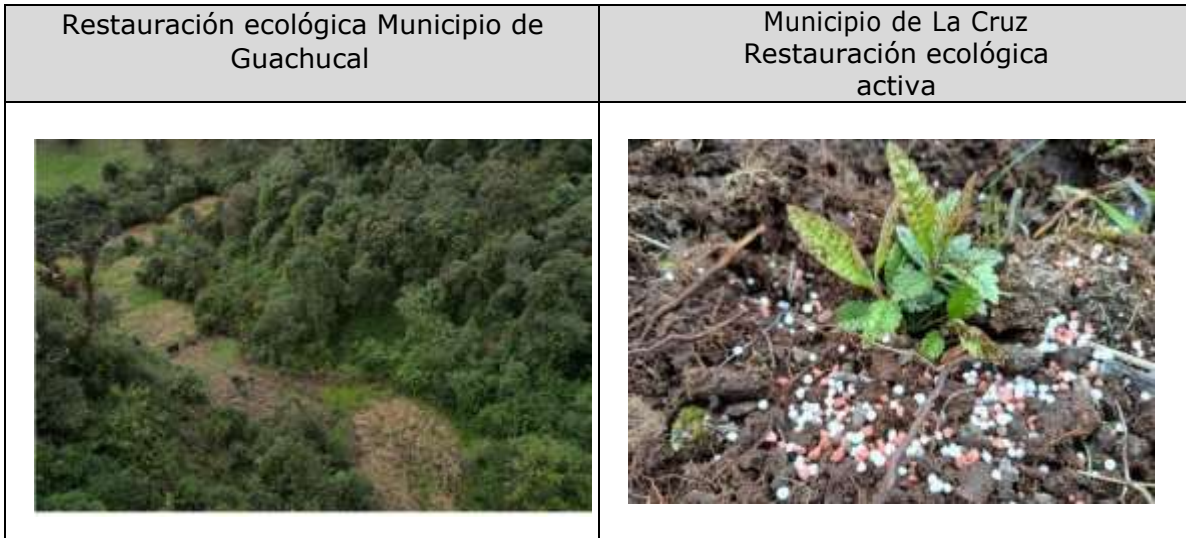 Restauración ecológica Municipio de
Guachucal
Municipio de La Cruz
Restauración ecológica
activa